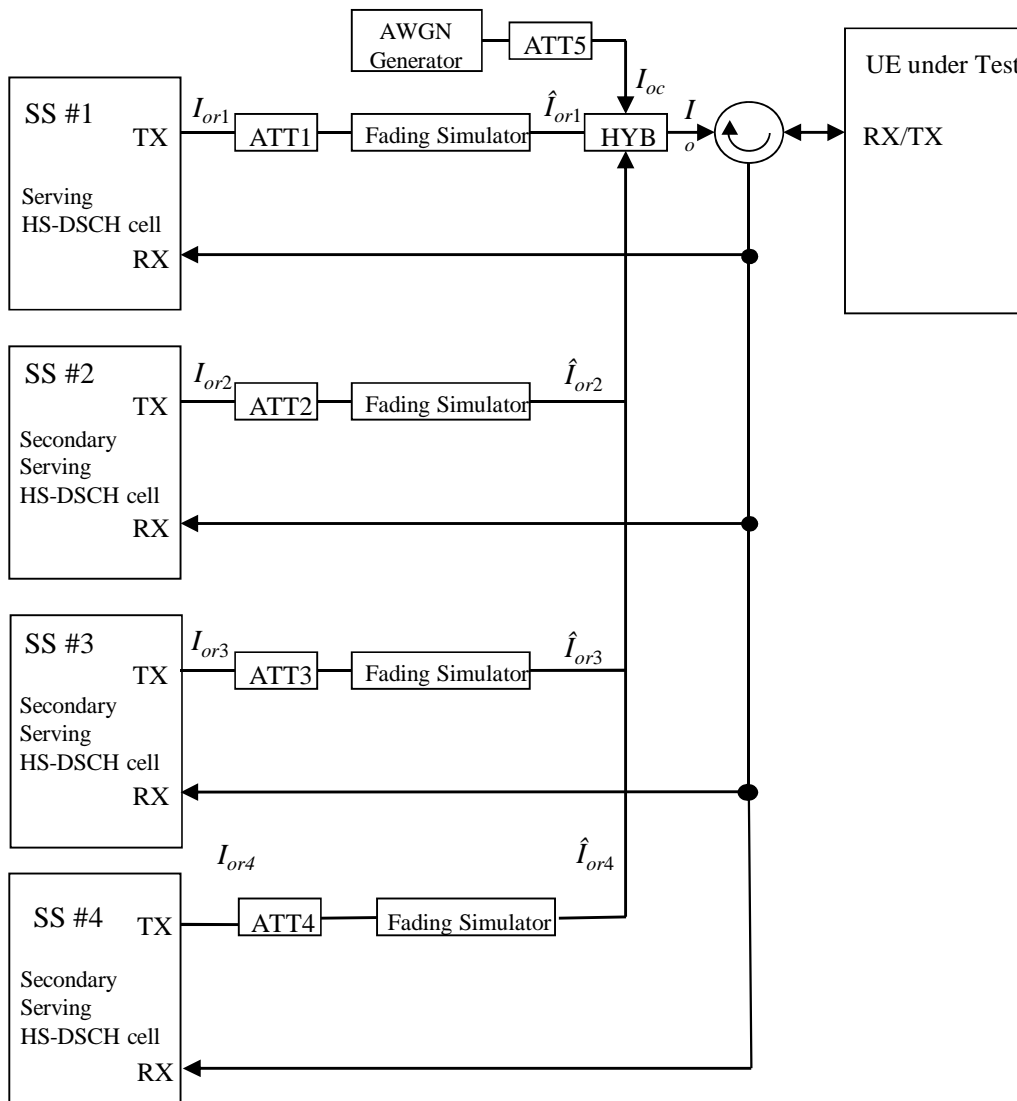 AWGN
Generator
ATT5
I_oc
UE under Test
RX/TX
SS #1
TX
I_or1
ATT1
Fading Simulator
Î_or1
HYB
I
o
Serving
HS-DSCH cell
RX
SS #2
TX
I_or2
ATT2
Fading Simulator
Î_or2
Secondary
Serving
HS-DSCH cell
RX
SS #3
TX
I_or3
ATT3
Fading Simulator
Î_or3
Secondary
Serving
HS-DSCH cell
RX
SS #4
TX
I_or4
ATT4
Fading Simulator
Î_or4
Secondary
Serving
HS-DSCH cell
RX